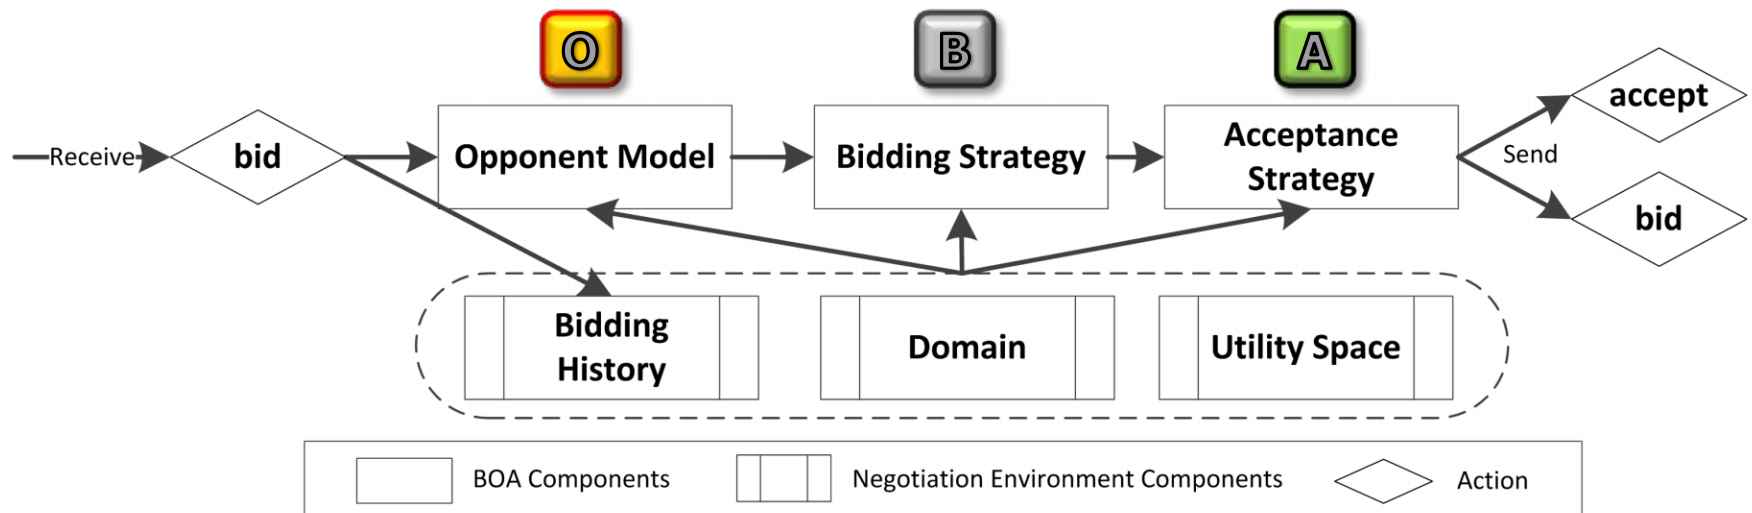 O
B
A
Receive
bid
Opponent Model
Bidding Strategy
Acceptance
Strategy
Send
accept
bid
Bidding
History
Domain
Utility Space
BOA Components
Negotiation Environment Components
Action